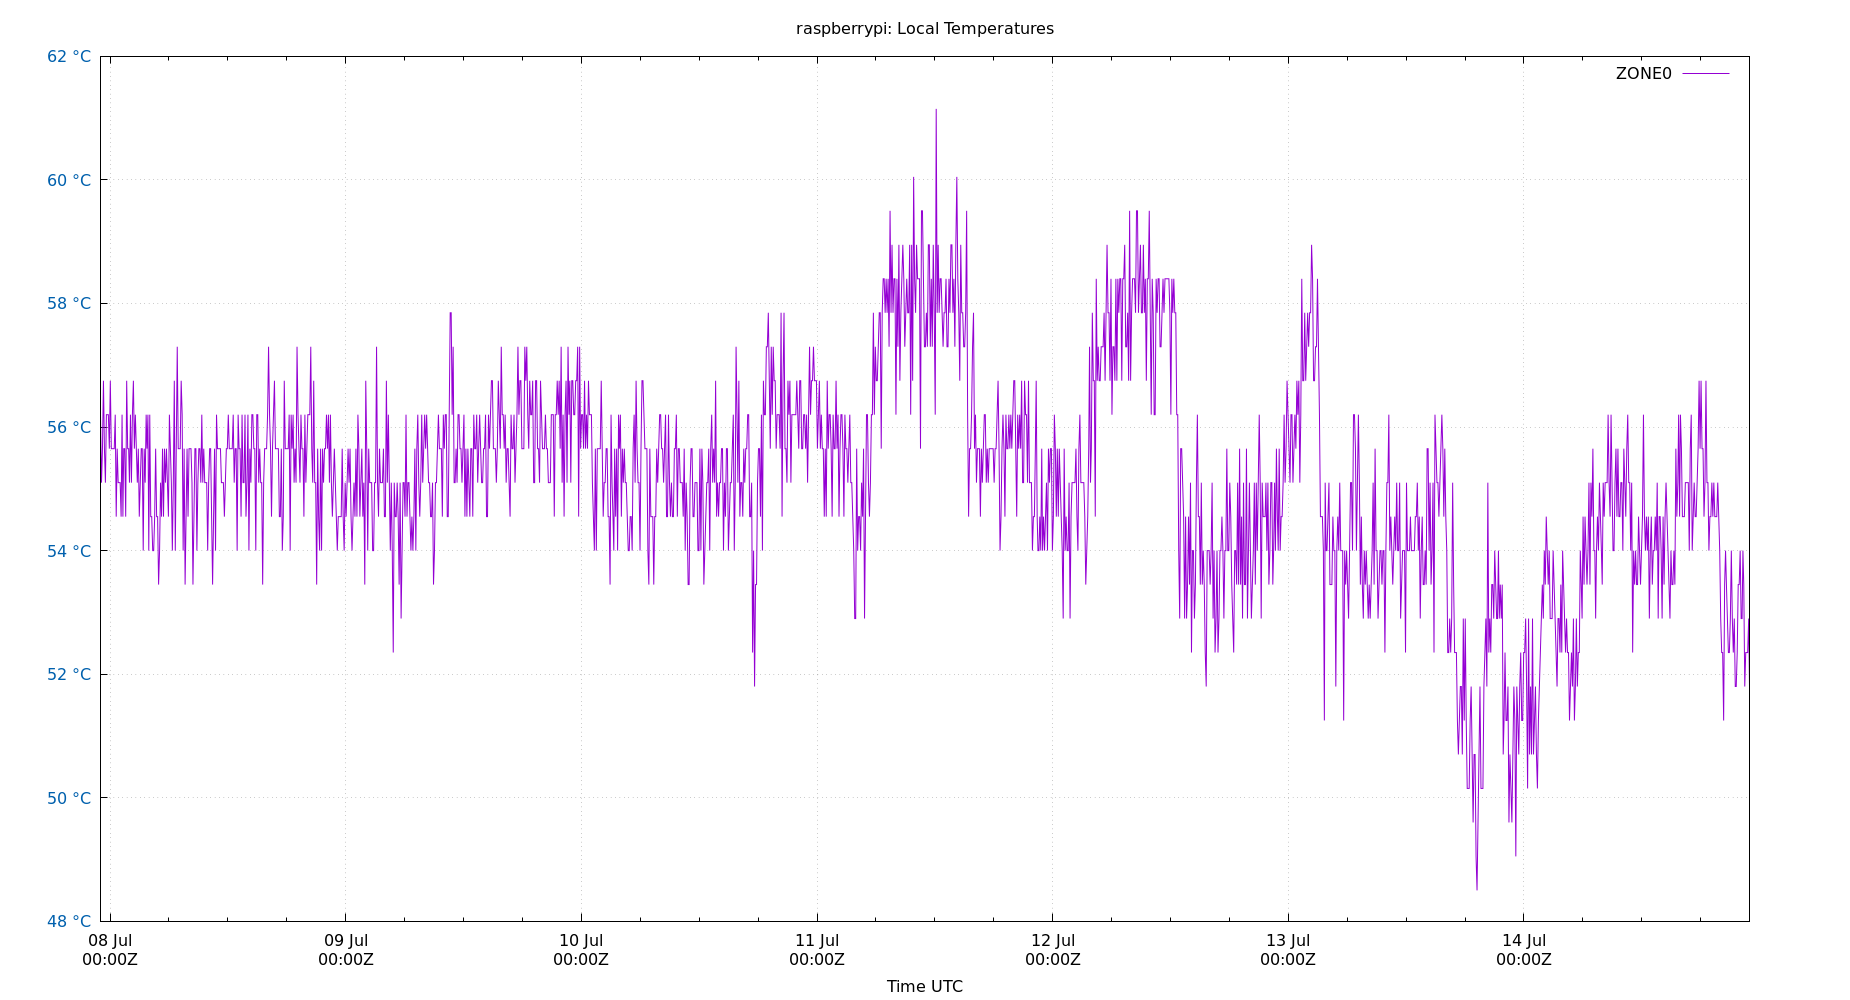 raspberrypi: Local Temperatures
62 °C
ZONE0
60 °C
58 °C
56 °C
54 °C
52 °C
50 °C
48 °C
08 Jul 09 Jul 10 Jul 11 Jul 12 Jul 13 Jul 14 Jul
00:00Z 00:00Z 00:00Z 00:00Z 00:00Z 00:00Z 00:00Z
Time UTC